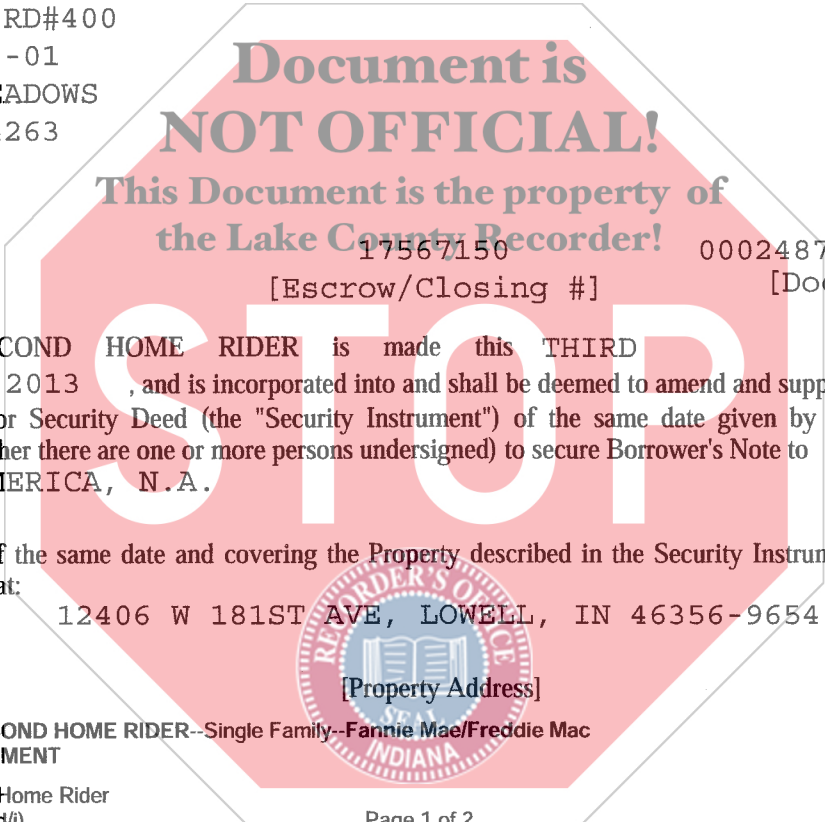 RD#400
-01
EADOWS
263
Document is
NOT OFFICIAL!
This Document is the property of
the Lake County Recorder!
17567150 0002487
[Escrow/Closing #] [Doc
COND HOME RIDER is made this THIRD
2013 , and is incorporated into and shall be deemed to amend and supp
or Security Deed (the "Security Instrument") of the same date given by
her there are one or more persons undersigned) to secure Borrower's Note to
MERICA, N.A.
STOP
f the same date and covering the Property described in the Security Instrum
at:
12406 W 181ST AVE, LOWELL, IN 46356-9654
RECORDER'S OFFICE
SEAL
INDIANA
[Property Address]
OND HOME RIDER--Single Family--Fannie Mae/Freddie Mac
MENT
Home Rider
d/i)
Page 1 of 2